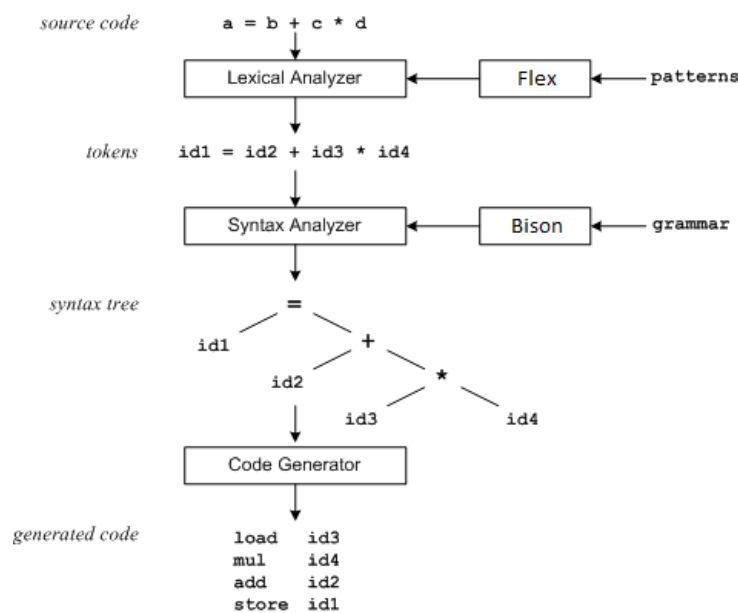 source code a = b + c * d
Lexical Analyzer Flex patterns
tokens id1 = id2 + id3 * id4
Syntax Analyzer Bison grammar
syntax tree =
id1 +
id2 *
id3 id4
Code Generator
generated code load id3
mul id4
add id2
store id1